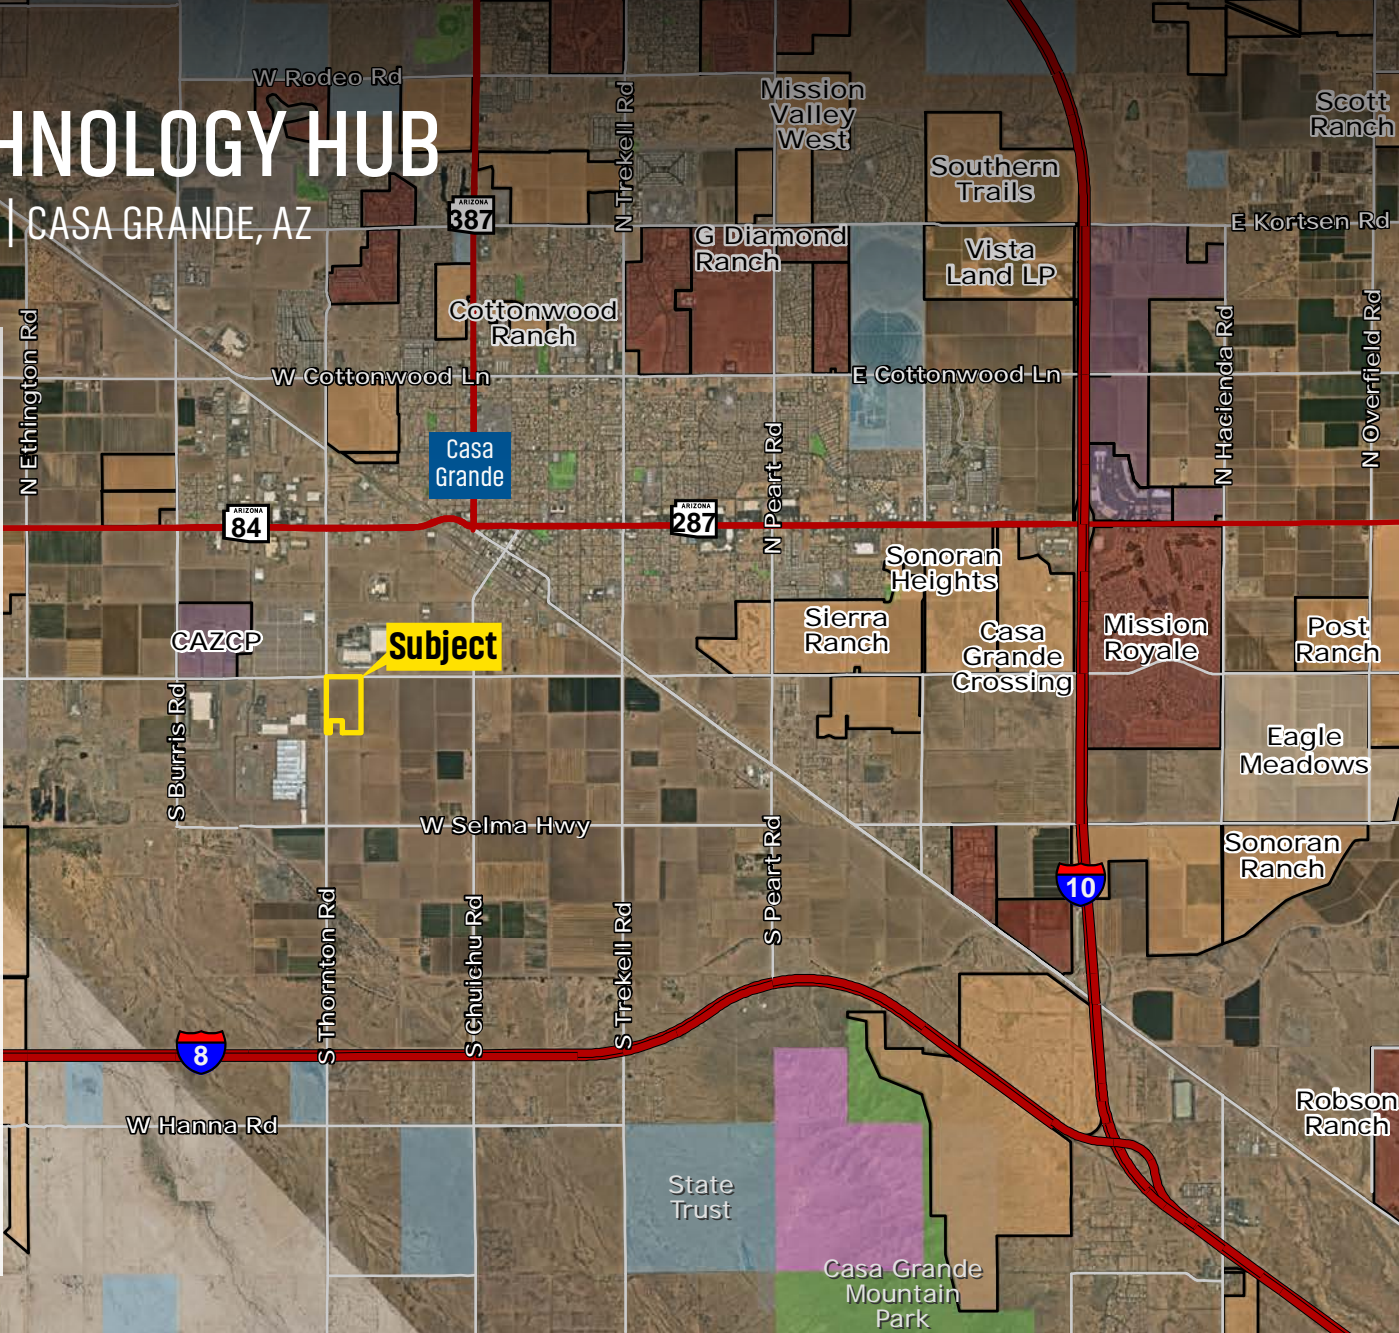 HNOLOGY HUB
| CASA GRANDE, AZ
W Rodeo Rd
N Trekell Rd
Mission
Valley
West
Scott
Ranch
Southern
Trails
ARIZONA
387
E Kortsen Rd
G Diamond
Ranch
Vista
Land LP
Cottonwood
Ranch
N Ethington Rd
N Hacienda Rd
N Overfield Rd
W Cottonwood Ln
E Cottonwood Ln
Casa
Grande
N Peart Rd
ARIZONA
84
ARIZONA
287
Sonoran
Heights
CAZCP
Subject
Sierra
Ranch
Casa
Grande
Crossing
Mission
Royale
Post
Ranch
S Burris Rd
Eagle
Meadows
W Selma Hwy
S Peart Rd
Sonoran
Ranch
10
S Thornton Rd
S Chuichu Rd
S Trekell Rd
8
W Hanna Rd
Robson
Ranch
State
Trust
Casa Grande
Mountain
Park